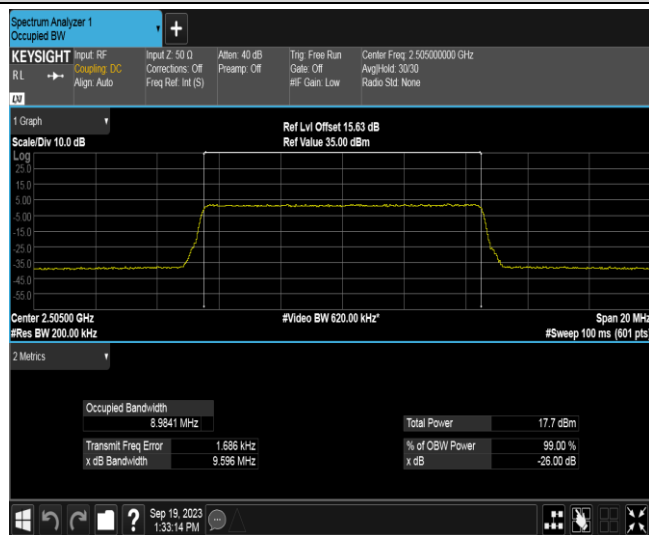 Spectrum Analyzer 1
Occupied BW
+
KEYSIGHT
RL
LXI
Input: RF
Coupling: DC
Align: Auto
Input Z: 50 Ω
Corrections: Off
Freq Ref: Int (S)
Atten: 40 dB
Preamp: Off
Trig: Free Run
Gate: Off
#IF Gain: Low
Center Freq: 2.505000000 GHz
Avg|Hold: 30/30
Radio Std: None
1 Graph
Scale/Div 10.0 dB
Ref Lvl Offset 15.63 dB
Ref Value 35.00 dBm
Log
25.0
15.0
5.00
-5.00
-15.0
-25.0
-35.0
-45.0
-55.0
Center 2.50500 GHz
#Res BW 200.00 kHz
#Video BW 620.00 kHz*
Span 20 MHz
#Sweep 100 ms (601 pts)
2 Metrics
Occupied Bandwidth
8.9841 MHz
Transmit Freq Error 1.686 kHz
x dB Bandwidth 9.596 MHz
Total Power 17.7 dBm
% of OBW Power 99.00 %
x dB -26.00 dB
?
Sep 19, 2023
1:33:14 PM